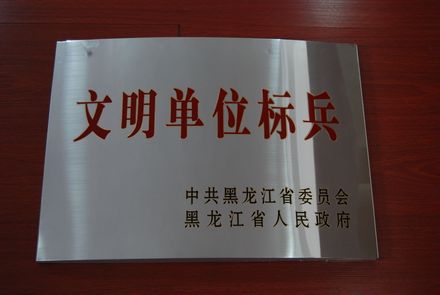 文明单位标兵
中共黑龙江省委员会
黑龙江省人民政府